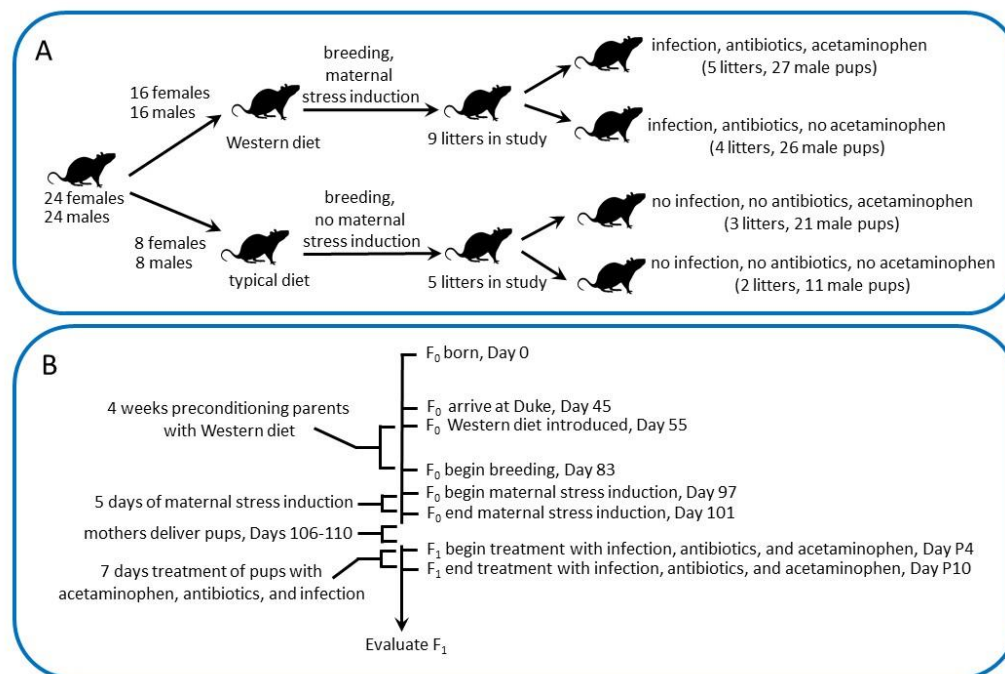 A
16 females
16 males
Western diet
breeding,
maternal
stress induction
9 litters in study
infection, antibiotics, acetaminophen
(5 litters, 27 male pups)
infection, antibiotics, no acetaminophen
(4 litters, 26 male pups)
24 females
24 males
8 females
8 males
typical diet
breeding,
no maternal
stress induction
5 litters in study
no infection, no antibiotics, acetaminophen
(3 litters, 21 male pups)
no infection, no antibiotics, no acetaminophen
(2 litters, 11 male pups)
B
F₀ born, Day 0
F₀ arrive at Duke, Day 45
4 weeks preconditioning parents
with Western diet
F₀ Western diet introduced, Day 55
F₀ begin breeding, Day 83
5 days of maternal stress induction
F₀ begin maternal stress induction, Day 97
F₀ end maternal stress induction, Day 101
mothers deliver pups, Days 106-110
F₁ begin treatment with infection, antibiotics, and acetaminophen, Day P4
F₁ end treatment with infection, antibiotics, and acetaminophen, Day P10
7 days treatment of pups with
acetaminophen, antibiotics, and infection
Evaluate F₁